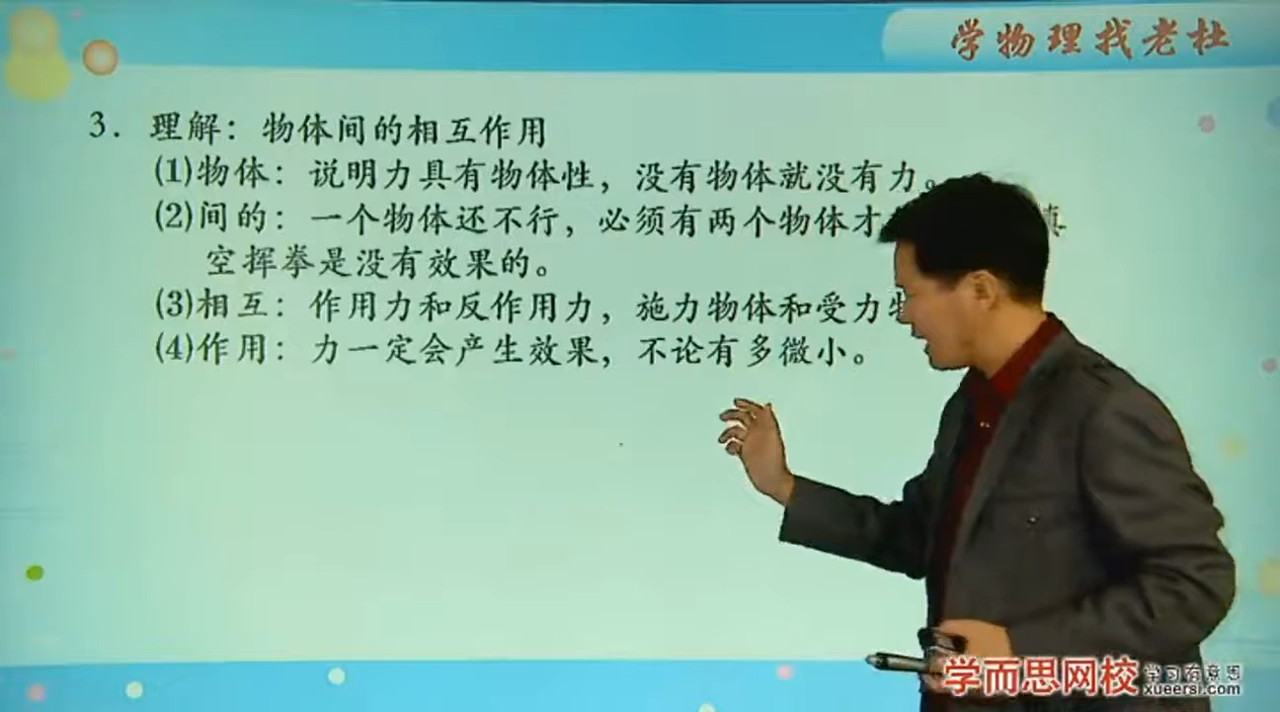 学物理找老杜
3. 理解：物体间的相互作用
(1)物体：说明力具有物体性，没有物体就没有力。
(2)间的：一个物体还不行，必须有两个物体才
空挥拳是没有效果的。
(3)相互：作用力和反作用力，施力物体和受力
(4)作用：力一定会产生效果，不论有多微小。
学而思网校 学习有意思
xueersi.com